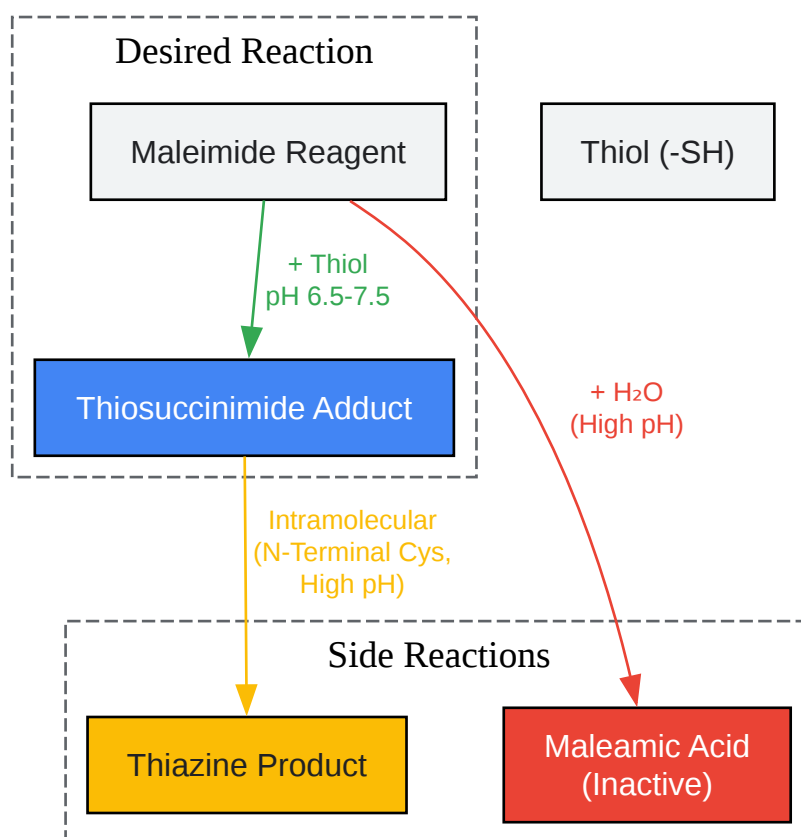 Desired Reaction
Maleimide Reagent
Thiol (-SH)
+ Thiol
pH 6.5-7.5
Thiosuccinimide Adduct
+ H₂O
(High pH)
Intramolecular
(N-Terminal Cys,
High pH)
Side Reactions
Thiazine Product
Maleamic Acid
(Inactive)